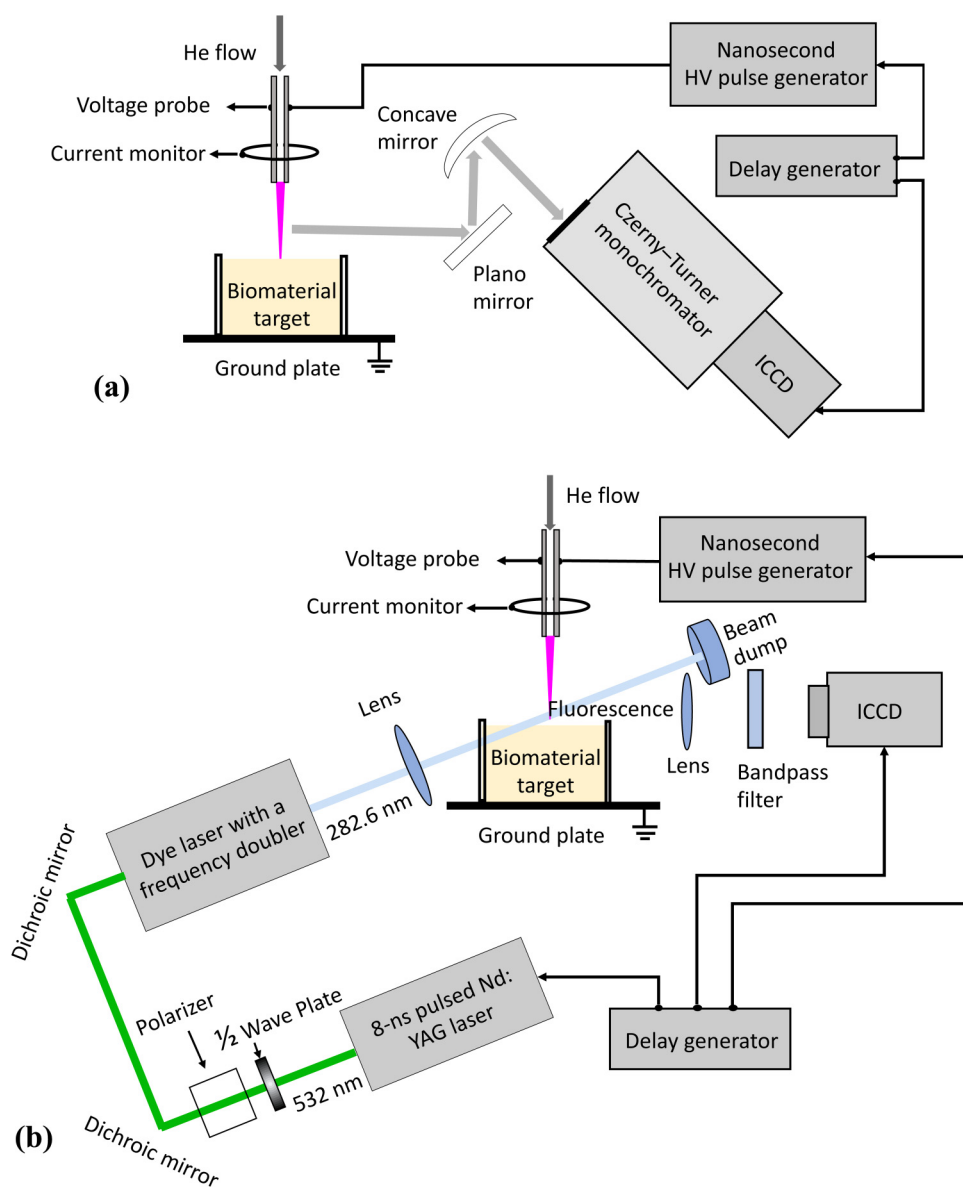 He flow
Nanosecond
HV pulse generator
Voltage probe
Concave
mirror
Current monitor
Delay generator
Czerny–Turner
monochromator
Plano
mirror
Biomaterial
target
ICCD
Ground plate
(a)
He flow
Nanosecond
HV pulse generator
Voltage probe
Current monitor
Beam
dump
Lens
Fluorescence
ICCD
Biomaterial
target
Lens
Bandpass
filter
282.6 nm
Ground plate
Dye laser with a
frequency doubler
Dichroic mirror
Polarizer
½ Wave Plate
8-ns pulsed Nd:
YAG laser
532 nm
Delay generator
Dichroic mirror
(b)